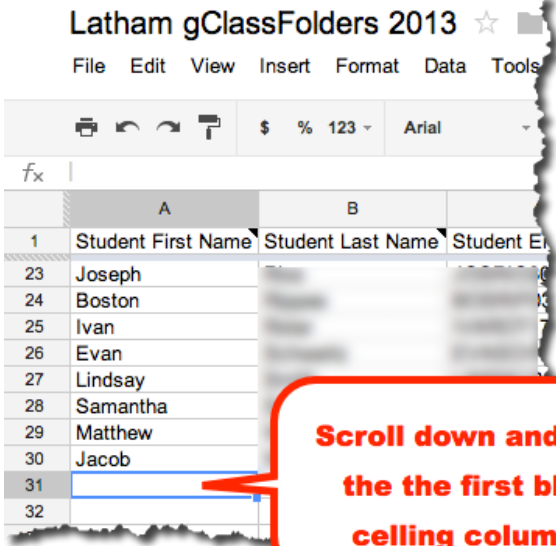 Latham gClassFolders 2013
File Edit View Insert Format Data Tools
$ % 123 Arial
fx
A B
1 Student First Name Student Last Name Student
23 Joseph
24 Boston
25 Ivan
26 Evan
27 Lindsay
28 Samantha
29 Matthew
30 Jacob
31
32
Scroll down and
the the first bl
celling colum